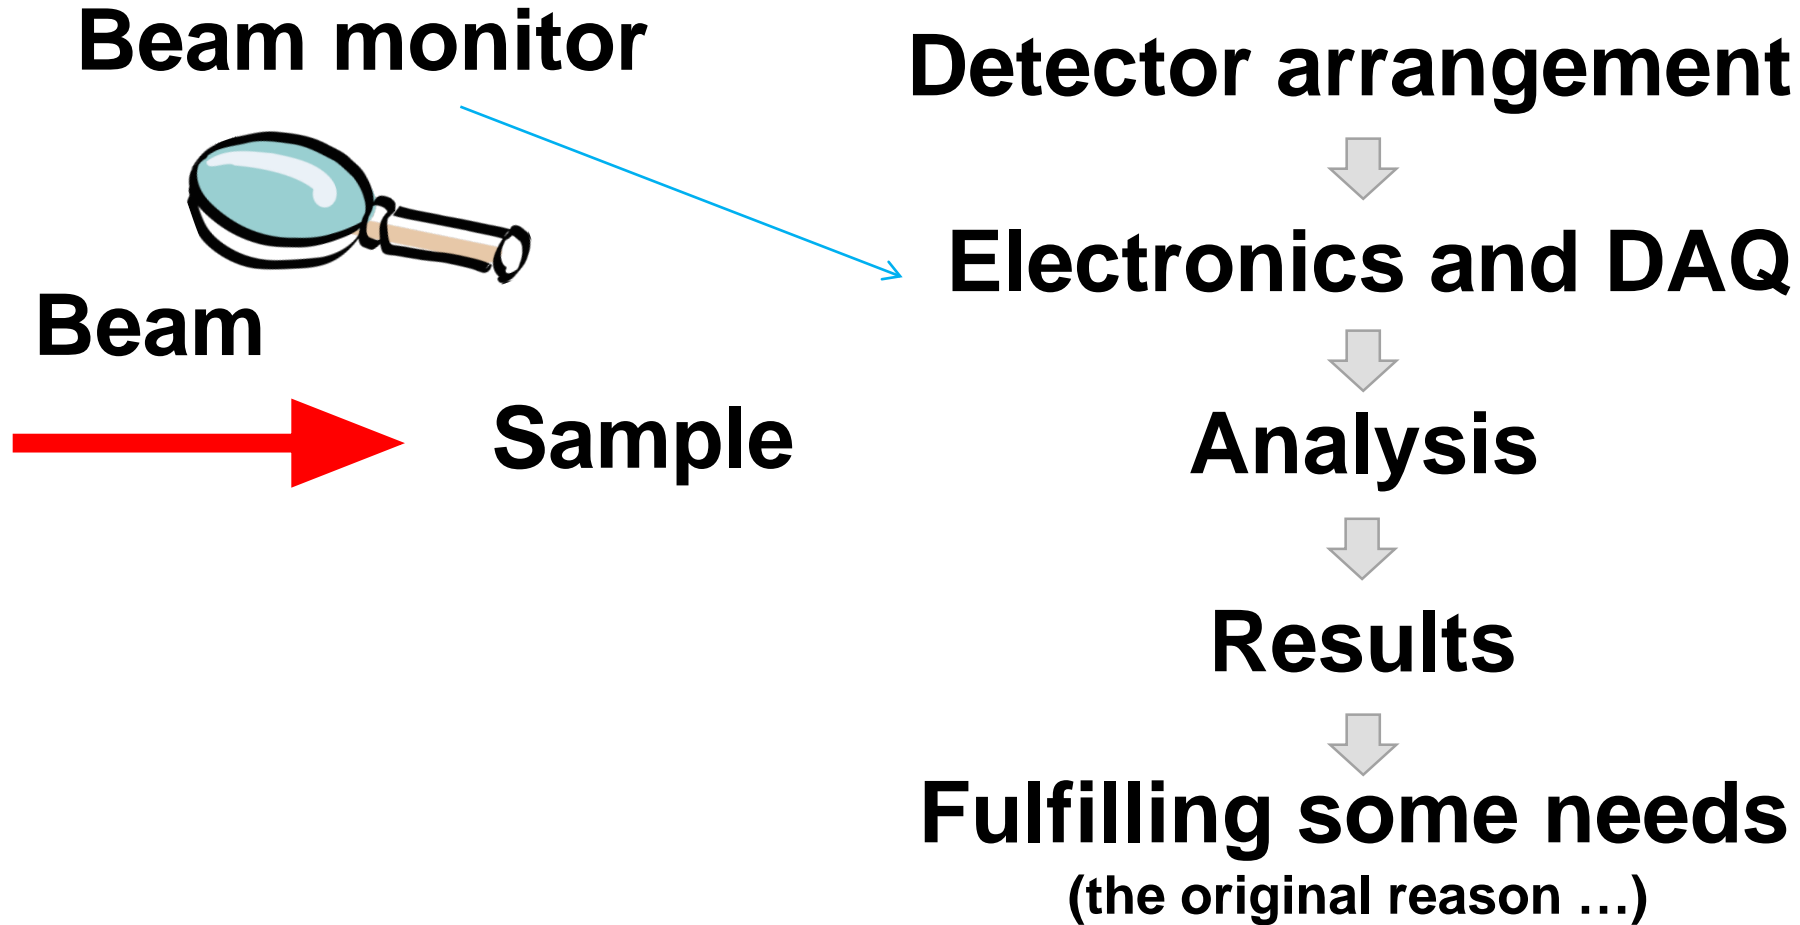 Beam monitor
Beam
Sample
Detector arrangement
Electronics and DAQ
Analysis
Results
Fulfilling some needs
(the original reason …)